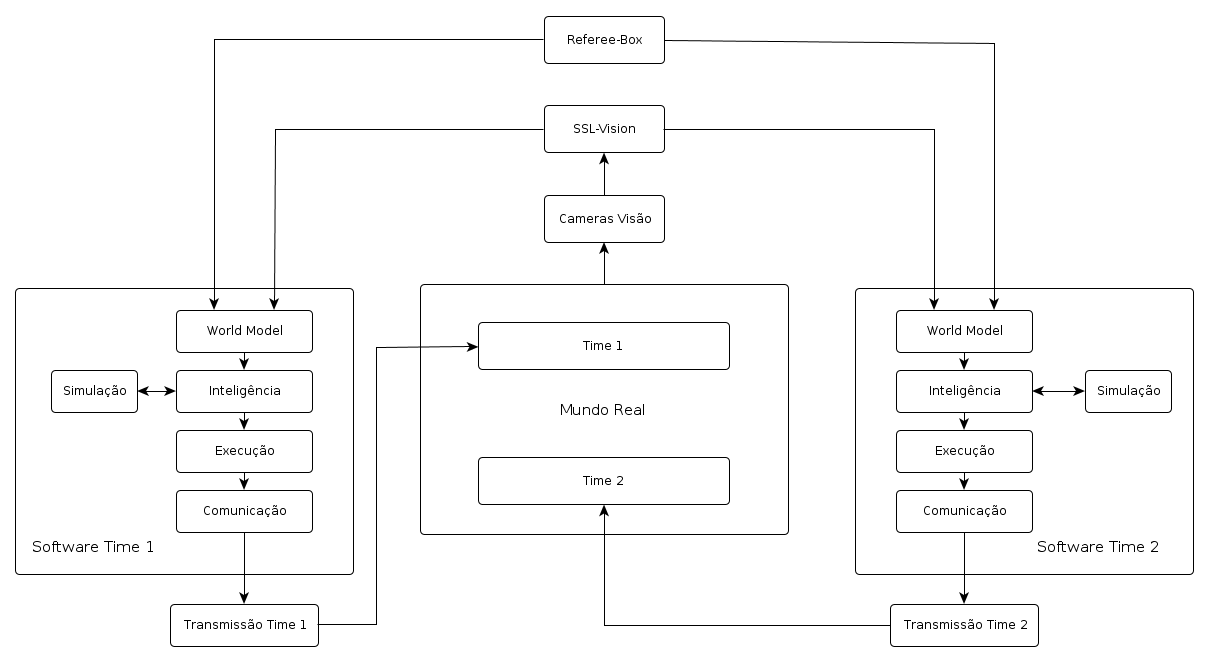 Referee-Box
SSL-Vision
Cameras Visão
World Model
Simulação
Inteligência
Execução
Comunicação
Software Time 1
Transmissão Time 1
Time 1
Mundo Real
Time 2
World Model
Inteligência
Simulação
Execução
Comunicação
Software Time 2
Transmissão Time 2